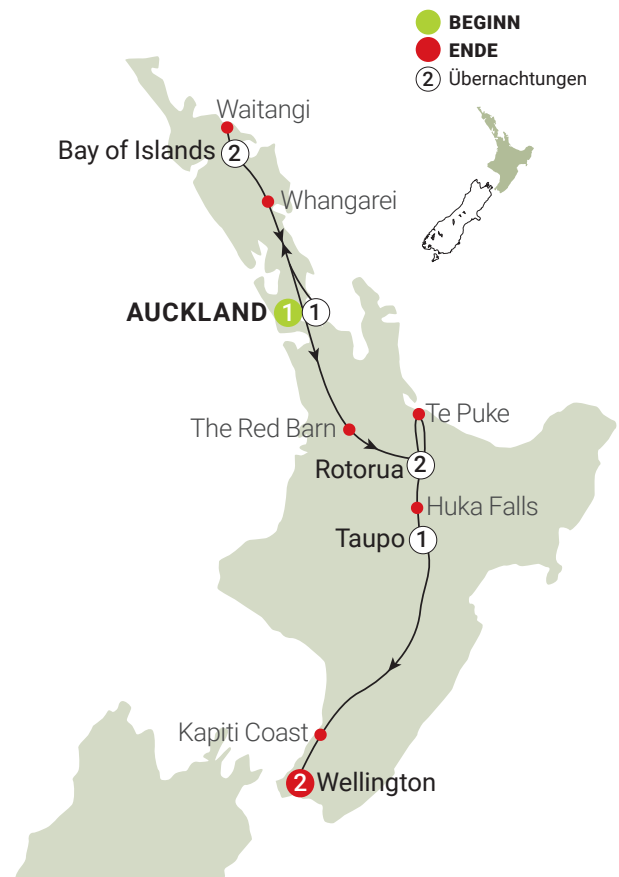 BEGINN
ENDE
2 Übernachtungen
Waitangi
Bay of Islands 2
Whangarei
AUCKLAND 1 1
The Red Barn
Te Puke
Rotorua 2
Huka Falls
Taupo 1
Kapiti Coast
2 Wellington